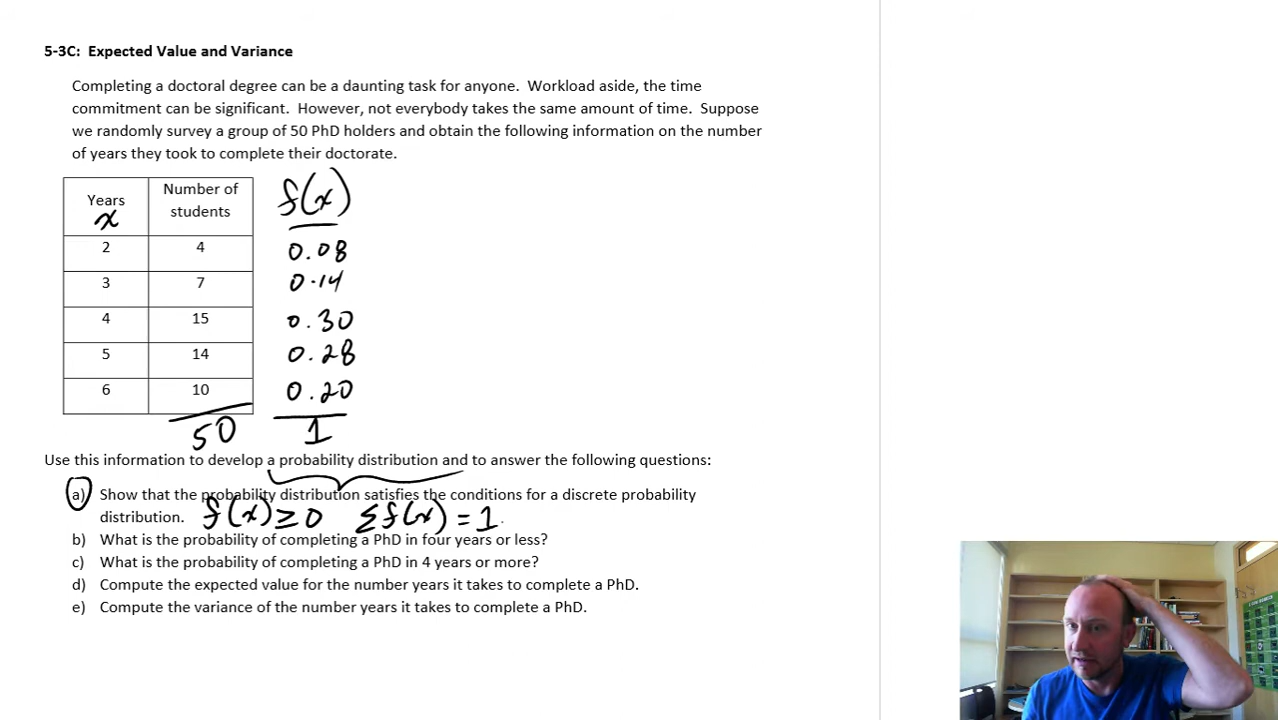 5-3C: Expected Value and Variance
Completing a doctoral degree can be a daunting task for anyone. Workload aside, the time
commitment can be significant. However, not everybody takes the same amount of time. Suppose
we randomly survey a group of 50 PhD holders and obtain the following information on the number
of years they took to complete their doctorate.
Years x
Number of students
f(x)
2 4 0.08
3 7 0.14
4 15 0.30
5 14 0.28
6 10 0.20
50 1
Use this information to develop a probability distribution and to answer the following questions:
a) Show that the probability distribution satisfies the conditions for a discrete probability
distribution. f(x) ≥ 0 Σf(x) = 1
b) What is the probability of completing a PhD in four years or less?
c) What is the probability of completing a PhD in 4 years or more?
d) Compute the expected value for the number years it takes to complete a PhD.
e) Compute the variance of the number years it takes to complete a PhD.